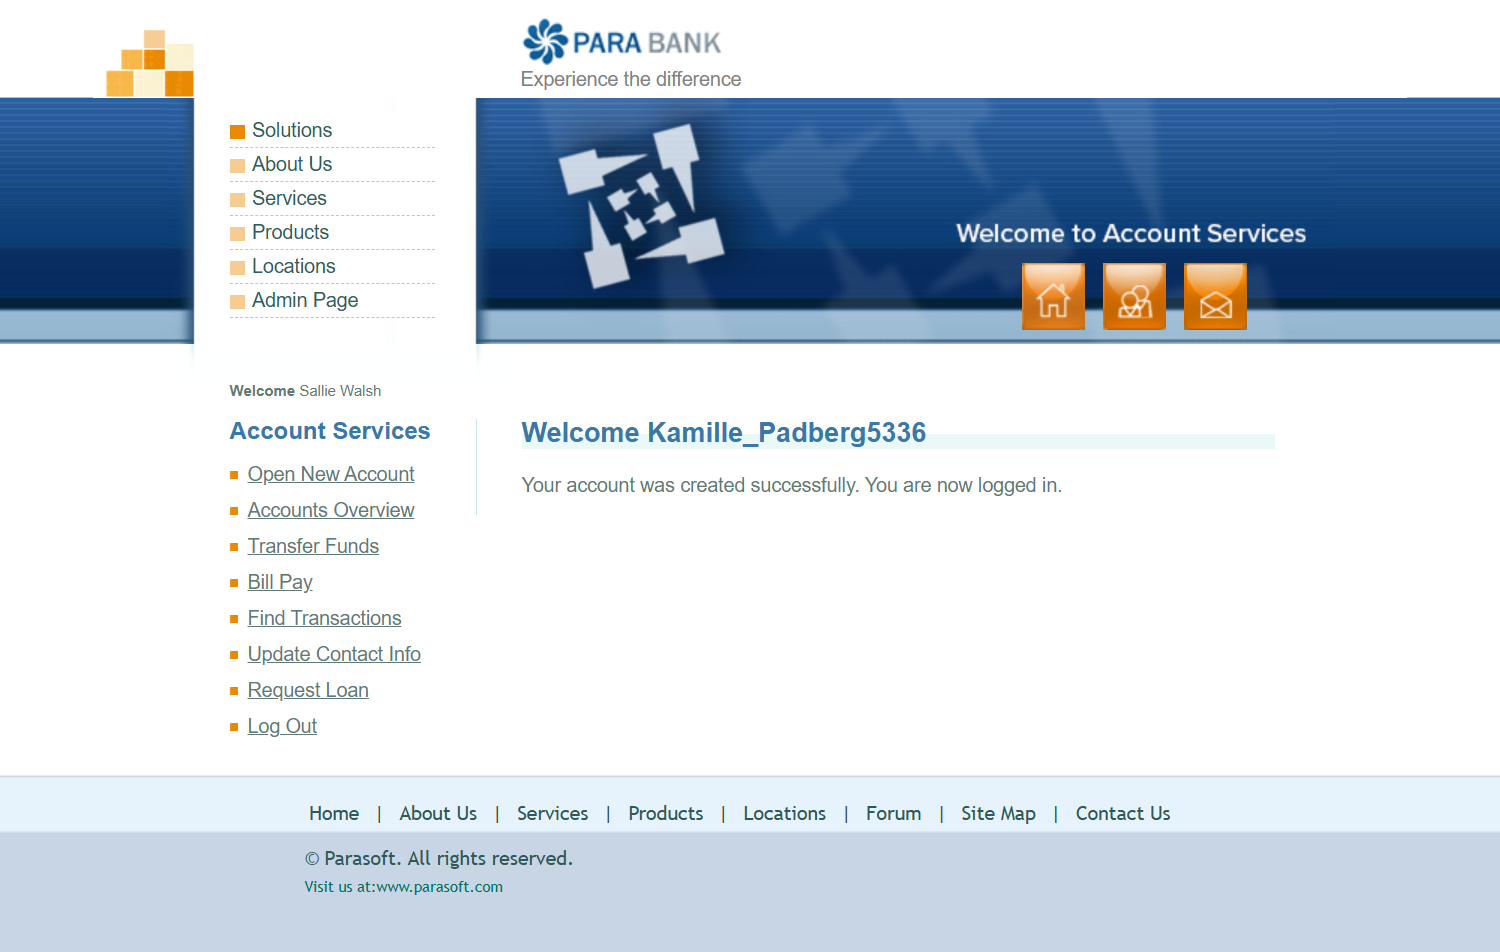 PARA BANK
Experience the difference
Solutions
About Us
Services
Products
Locations
Admin Page
Welcome to Account Services
Welcome Sallie Walsh
Account Services
Open New Account
Accounts Overview
Transfer Funds
Bill Pay
Find Transactions
Update Contact Info
Request Loan
Log Out
Welcome Kamille_Padberg5336
Your account was created successfully. You are now logged in.
Home | About Us | Services | Products | Locations | Forum | Site Map | Contact Us
© Parasoft. All rights reserved.
Visit us at:www.parasoft.com